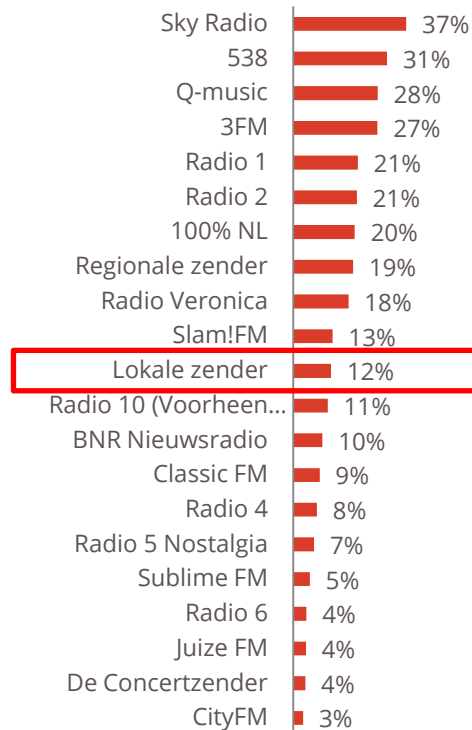 Sky Radio 37%
538 31%
Q-music 28%
3FM 27%
Radio 1 21%
Radio 2 21%
100% NL 20%
Regionale zender 19%
Radio Veronica 18%
Slam!FM 13%
Lokale zender 12%
Radio 10 (Voorheen... 11%
BNR Nieuwsradio 10%
Classic FM 9%
Radio 4 8%
Radio 5 Nostalgia 7%
Sublime FM 5%
Radio 6 4%
Juize FM 4%
De Concertzender 4%
CityFM 3%